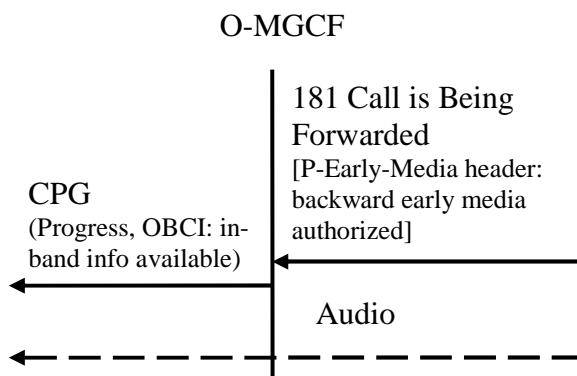 O-MGCF
181 Call is Being
Forwarded
[P-Early-Media header:
backward early media
authorized]
CPG
(Progress, OBCI: in-
band info available)
Audio